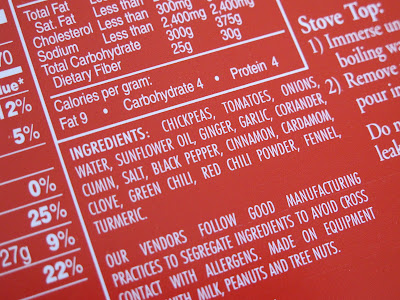 Total Fat Less than
Sat. Fat Less than 300mg
Cholesterol Less than 2,400mg 2,400mg
Sodium 300g 375g
Total Carbohydrate 25g 30g
Dietary Fiber
Calories per gram:
Fat 9 • Carbohydrate 4 • Protein 4
INGREDIENTS: CHICKPEAS, TOMATOES, ONIONS,
WATER, SUNFLOWER OIL, GINGER, GARLIC, CORIANDER,
CUMIN, SALT, BLACK PEPPER, CINNAMON, CARDAMOM,
CLOVE, GREEN CHILI, RED CHILI POWDER, FENNEL,
TURMERIC.
OUR VENDORS FOLLOW GOOD MANUFACTURING
PRACTICES TO SEGREGATE INGREDIENTS TO AVOID CROSS
CONTACT WITH ALLERGENS. MADE ON EQUIPMENT
WITH MILK, PEANUTS AND TREE NUTS.
70
12%
5%
0%
25%
27g 9%
22%
Stove Top:
1) Immerse
boiling
2) Remove
pour in
Do